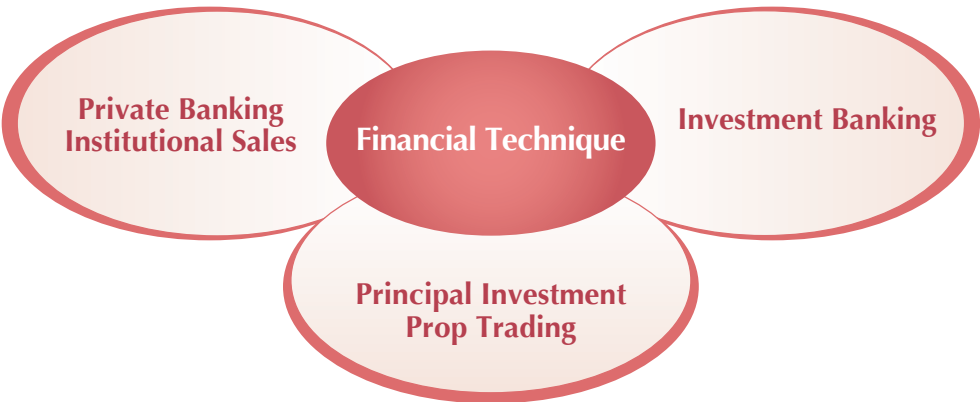 Private Banking
Institutional Sales
Financial Technique
Investment Banking
Principal Investment
Prop Trading